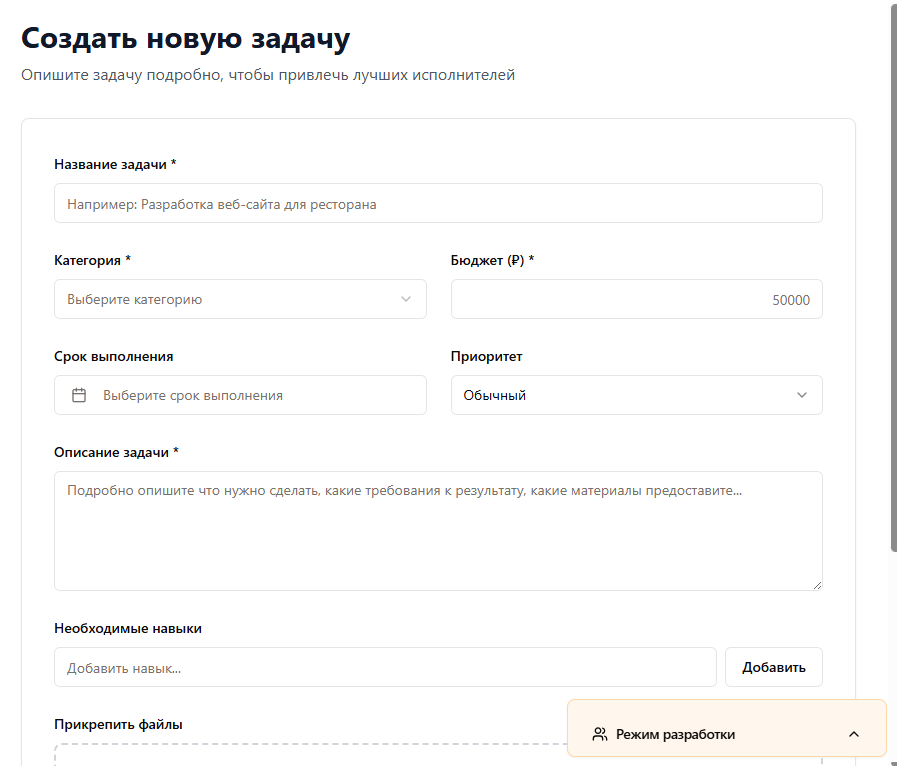 Создать новую задачу
Опишите задачу подробно, чтобы привлечь лучших исполнителей
Название задачи *
Например: Разработка веб-сайта для ресторана
Категория *
Бюджет (₽) *
Выберите категорию
50000
Срок выполнения
Приоритет
Выберите срок выполнения
Обычный
Описание задачи *
Подробно опишите что нужно сделать, какие требования к результату, какие материалы предоставите...
Необходимые навыки
Добавить навык...
Добавить
Прикрепить файлы
Режим разработки